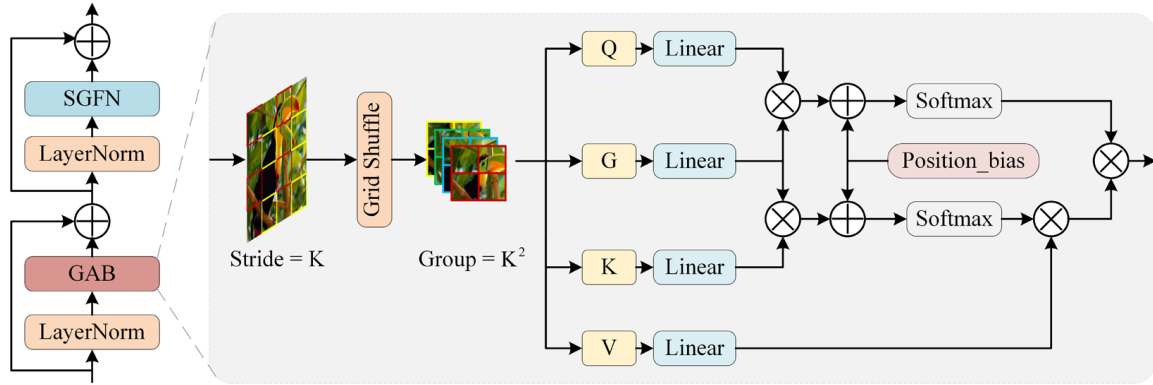 SGFN
LayerNorm
GAB
LayerNorm
Stride = K
Grid Shuffle
Group = K²
Q
Linear
G
Linear
K
Linear
V
Linear
Softmax
Position_bias
Softmax